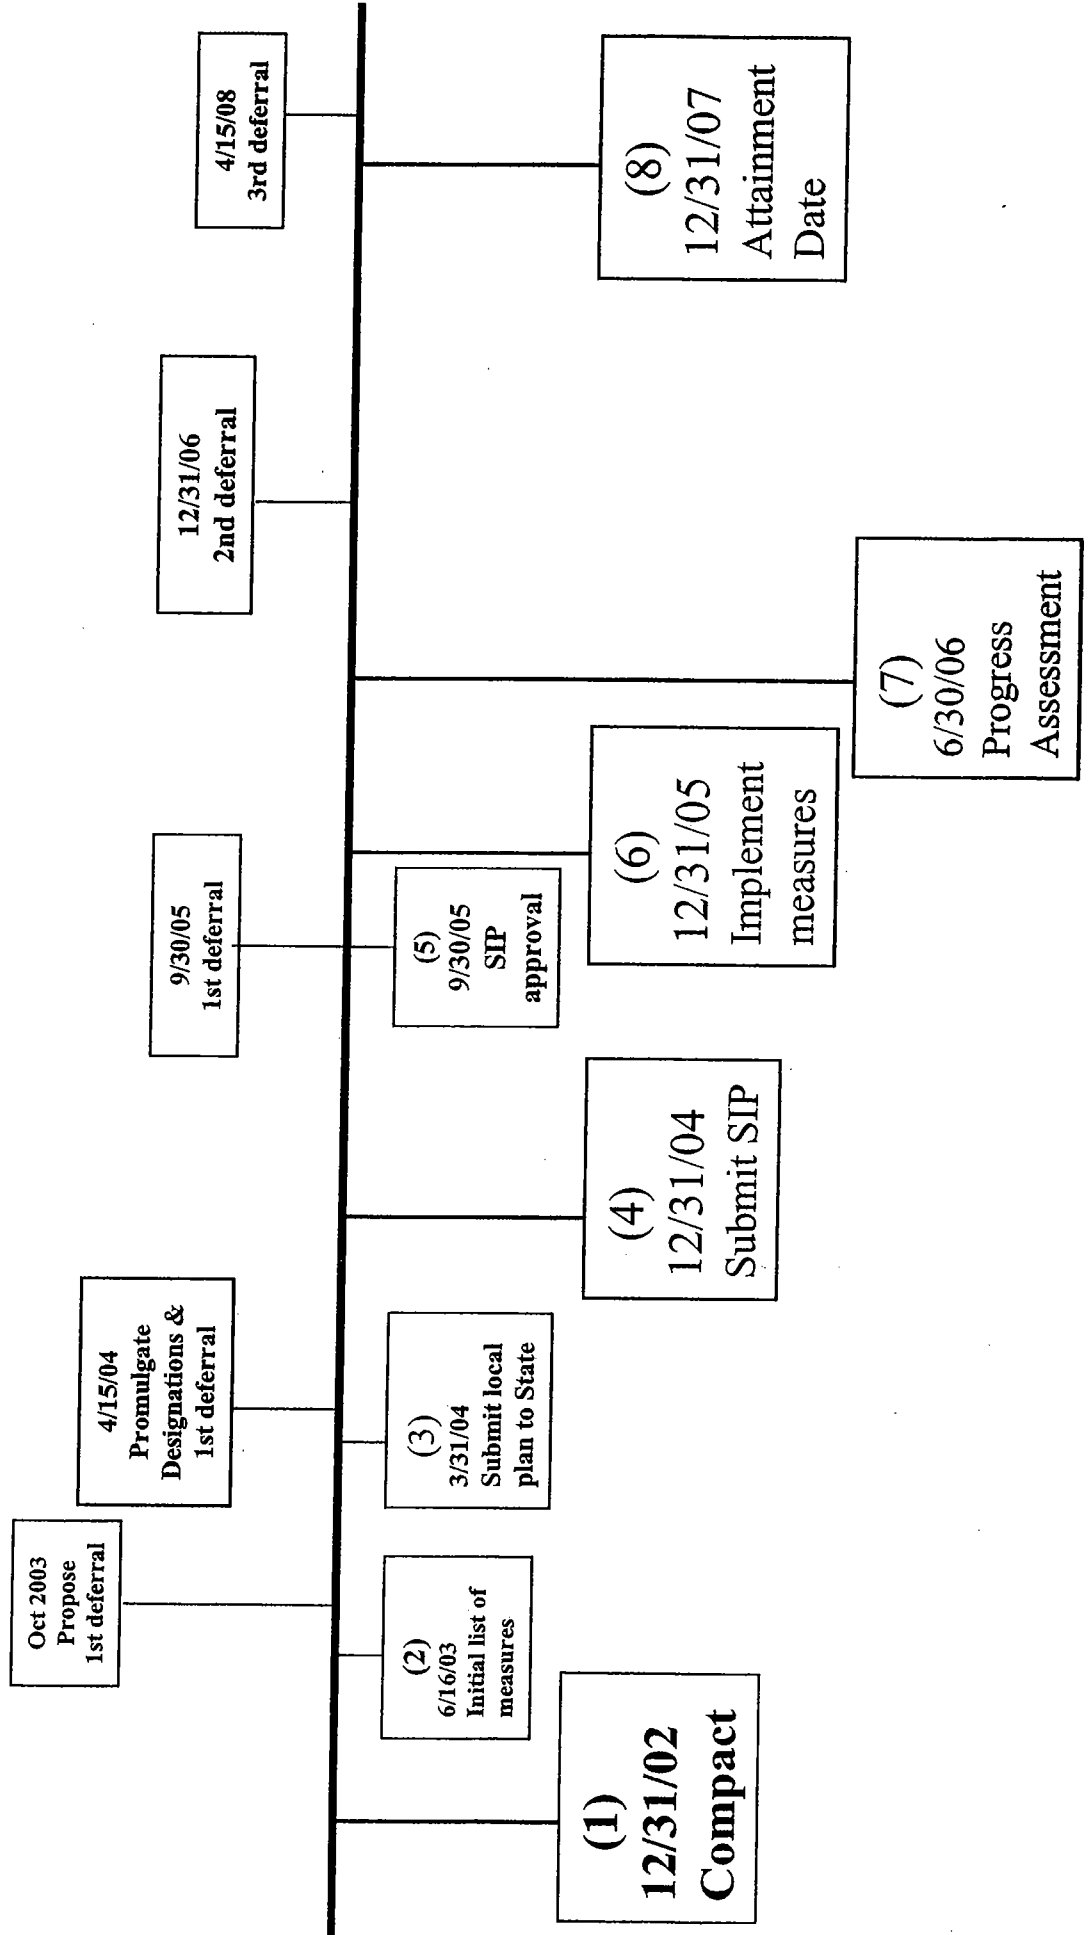 Oct 2003
Propose
1st deferral
4/15/04
Promulgate
Designations &
1st deferral
9/30/05
1st deferral
12/31/06
2nd deferral
4/15/08
3rd deferral
(1)
12/31/02
Compact
(2)
6/16/03
Initial list of
measures
(3)
3/31/04
Submit local
plan to State
(4)
12/31/04
Submit SIP
(5)
9/30/05
SIP
approval
(6)
12/31/05
Implement
measures
(7)
6/30/06
Progress
Assessment
(8)
12/31/07
Attainment
Date